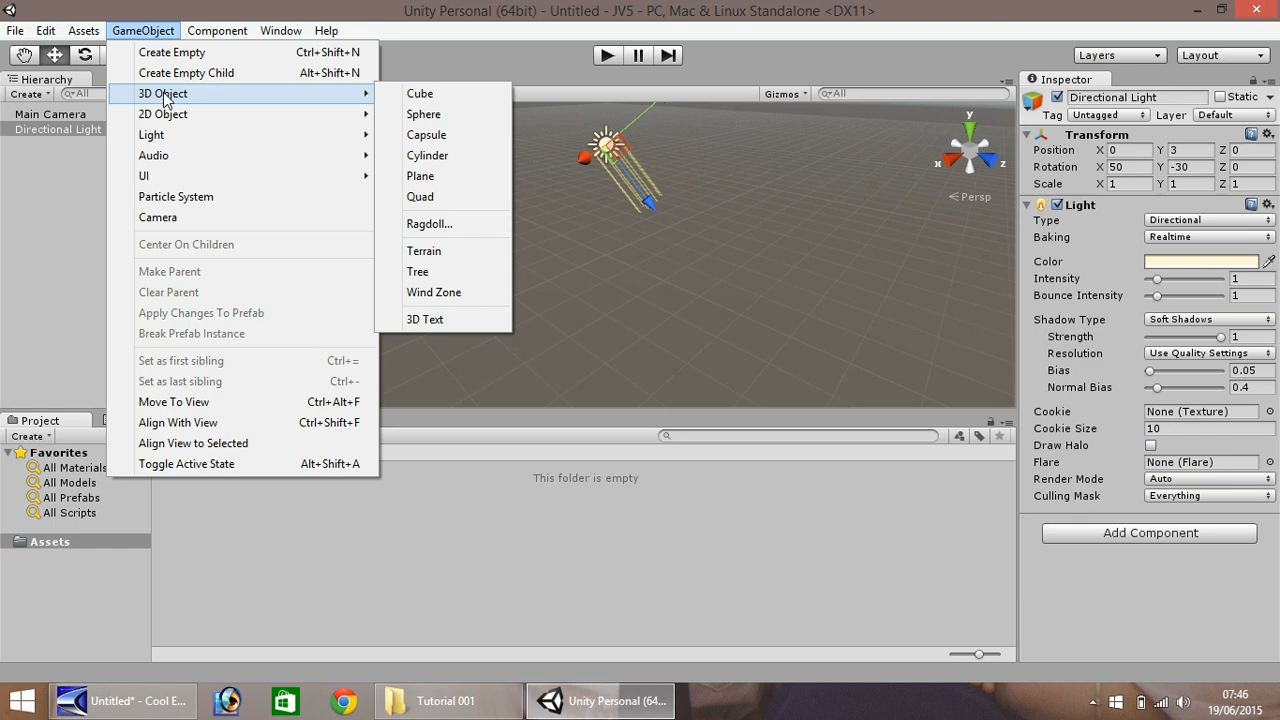 Unity Personal (64bit) - Untitled - JV5 - PC, Mac & Linux Standalone <DX11>
File Edit Assets GameObject Component Window Help
Layers Layout
Hierarchy
Create All
Main Camera
Directional Light
Create Empty Ctrl+Shift+N
Create Empty Child Alt+Shift+N
3D Object
2D Object
Light
Audio
UI
Particle System
Camera
Center On Children
Make Parent
Clear Parent
Apply Changes To Prefab
Break Prefab Instance
Set as first sibling Ctrl+=
Set as last sibling Ctrl+-
Move To View Ctrl+Alt+F
Align With View Ctrl+Shift+F
Align View to Selected
Toggle Active State Alt+Shift+A
Cube
Sphere
Capsule
Cylinder
Plane
Quad
Ragdoll...
Terrain
Tree
Wind Zone
3D Text
Gizmos All
y
x z
Persp
Inspector
Directional Light Static
Tag Untagged Layer Default
Transform
Position X 0 Y 3 Z 0
Rotation X 50 Y -30 Z 0
Scale X 1 Y 1 Z 1
Light
Type Directional
Baking Realtime
Color
Intensity 1
Bounce Intensity 1
Shadow Type Soft Shadows
Strength 1
Resolution Use Quality Settings
Bias 0.05
Normal Bias 0.4
Cookie None (Texture)
Cookie Size 10
Draw Halo
Flare None (Flare)
Render Mode Auto
Culling Mask Everything
Add Component
Project
Create
Favorites
All Materials
All Models
All Prefabs
All Scripts
Assets
This folder is empty
Untitled* - Cool E...
Tutorial 001
Unity Personal (64...
07:46
19/06/2015